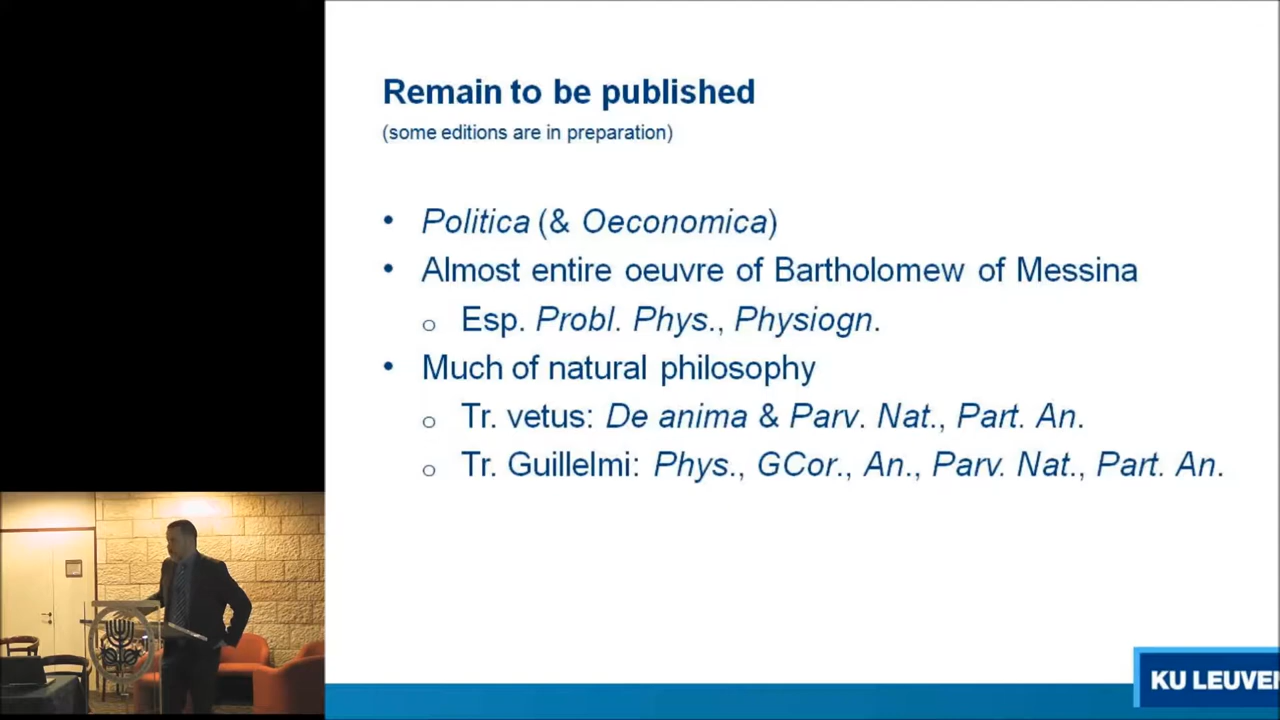 Remain to be published
(some editions are in preparation)
• Politica (& Oeconomica)
• Almost entire oeuvre of Bartholomew of Messina
o Esp. Probl. Phys., Physiogn.
• Much of natural philosophy
o Tr. vetus: De anima & Parv. Nat., Part. An.
o Tr. Guillelmi: Phys., GCor., An., Parv. Nat., Part. An.
KU LEUVEN